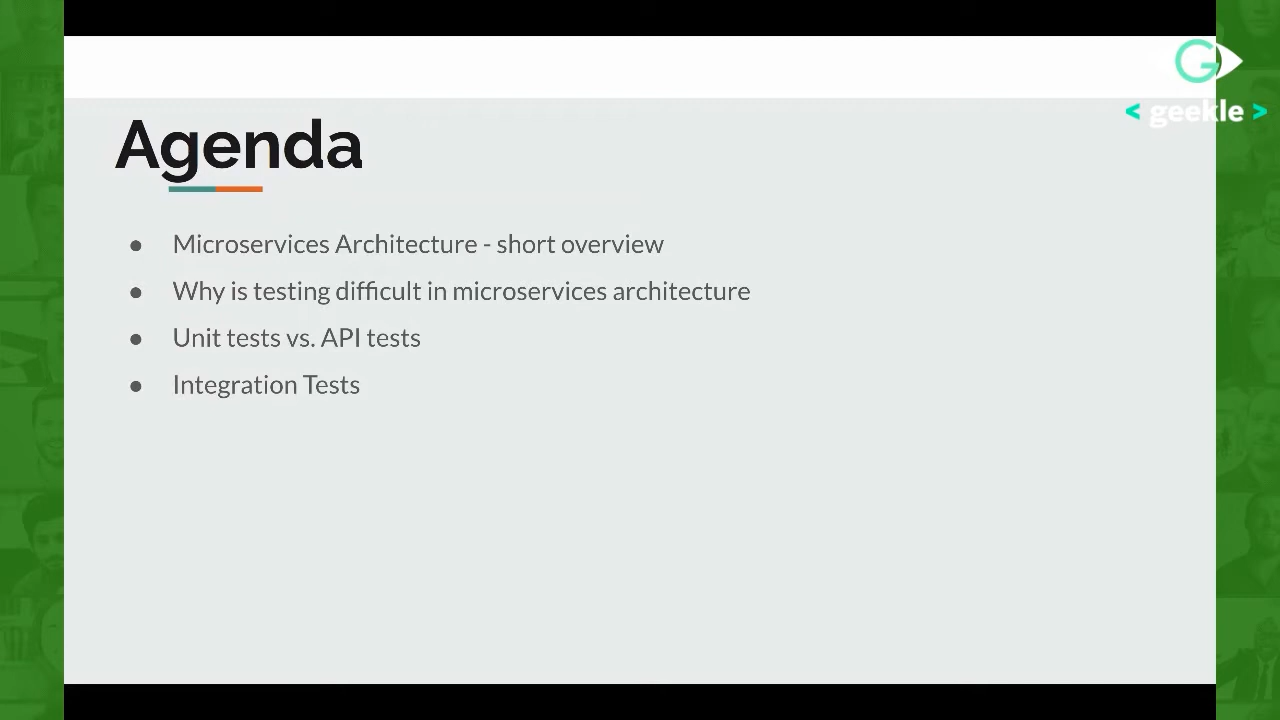 G
< geekle >
Agenda
● Microservices Architecture - short overview
● Why is testing difficult in microservices architecture
● Unit tests vs. API tests
● Integration Tests